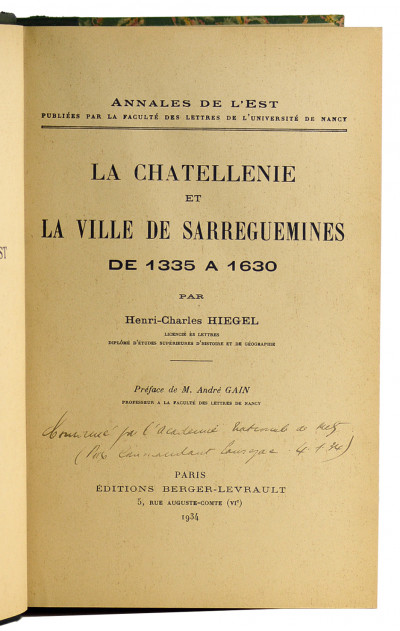 ANNALES DE L'EST
PUBLIÉES PAR LA FACULTÉ DES LETTRES DE L'UNIVERSITÉ DE NANCY
LA CHATELLENIE
ET
LA VILLE DE SARREGUEMINES
DE 1335 A 1630
PAR
Henri-Charles HIEGEL
LICENCIÉ ÈS LETTRES
DIPLÔMÉ D'ÉTUDES SUPÉRIEURES D'HISTOIRE ET DE GÉOGRAPHIE
Préface de M. André GAIN
PROFESSEUR A LA FACULTÉ DES LETTRES DE NANCY
Couronné par l'Académie Nationale de Metz
(Prix Commandant
PARIS
ÉDITIONS BERGER-LEVRAULT
5, RUE AUGUSTE-COMTE (VIe)
1934
ST